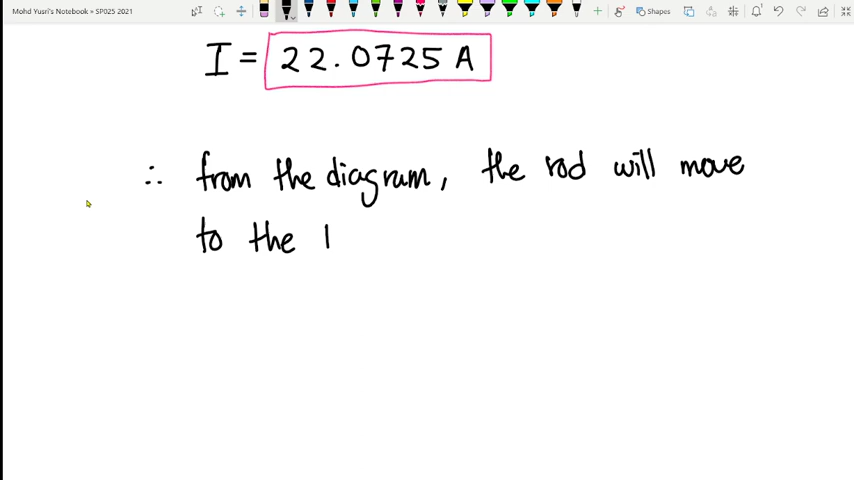 Mohd Yusri's Notebook » SP025 2021
Shapes
I = 22.0725 A
∴ from the diagram, the rod will move
to the l